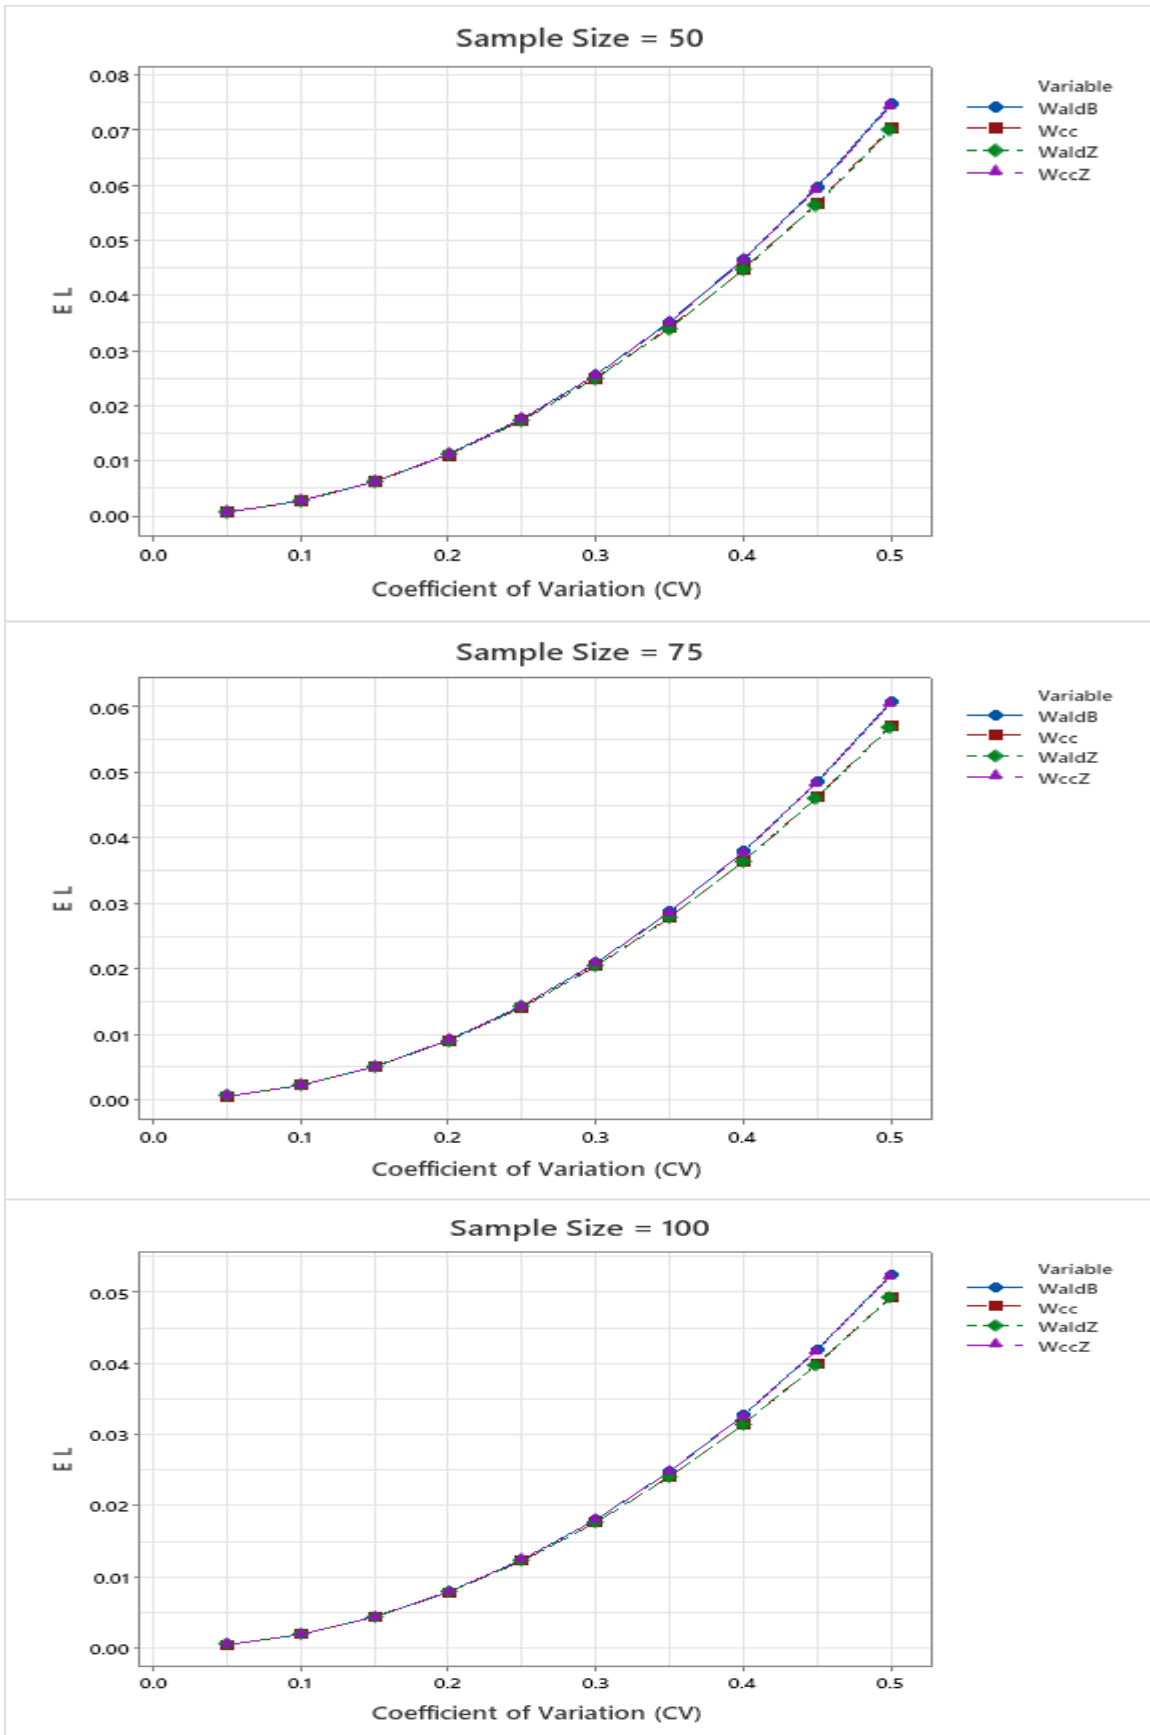 Sample Size = 50
0.08
0.07
0.06
0.05
0.04
0.03
0.02
0.01
0.00
EL
0.0 0.1 0.2 0.3 0.4 0.5
Coefficient of Variation (CV)
Variable
WaldB
Wcc
WaldZ
WccZ
Sample Size = 75
0.06
0.05
0.04
0.03
0.02
0.01
0.00
EL
0.0 0.1 0.2 0.3 0.4 0.5
Coefficient of Variation (CV)
Variable
WaldB
Wcc
WaldZ
WccZ
Sample Size = 100
0.05
0.04
0.03
0.02
0.01
0.00
EL
0.0 0.1 0.2 0.3 0.4 0.5
Coefficient of Variation (CV)
Variable
WaldB
Wcc
WaldZ
WccZ